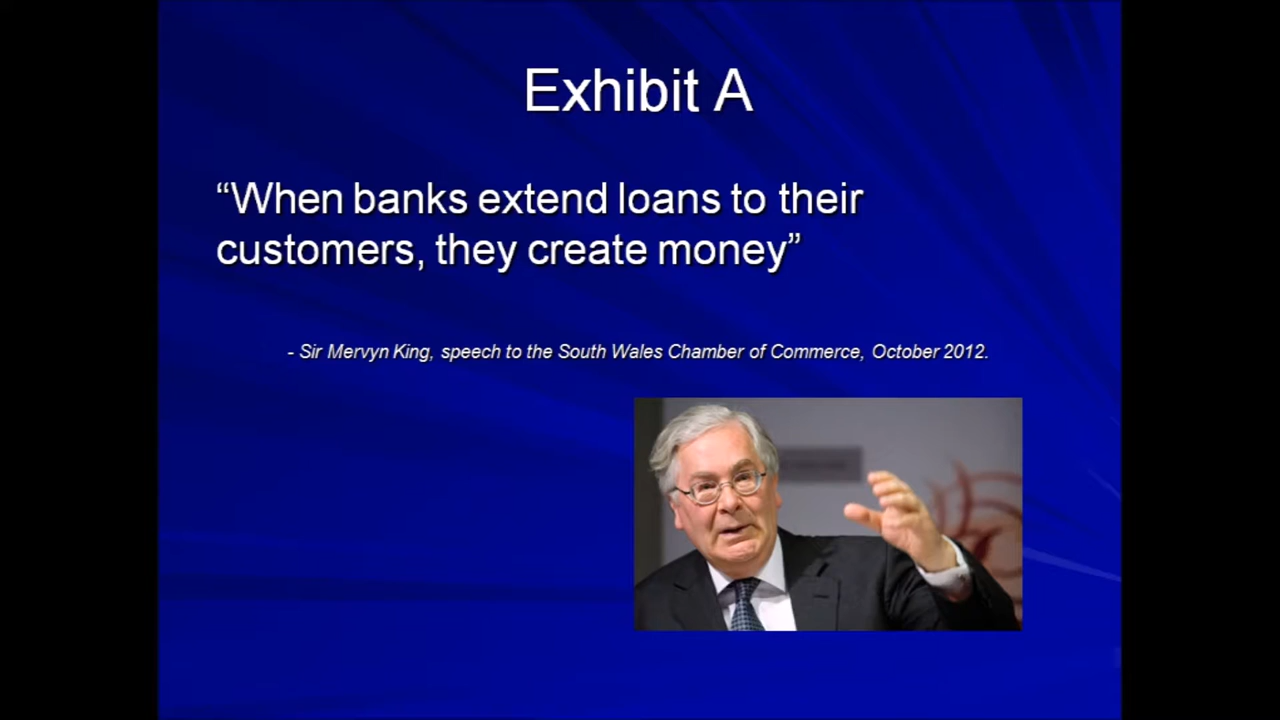 Exhibit A
“When banks extend loans to their
customers, they create money”
- Sir Mervyn King, speech to the South Wales Chamber of Commerce, October 2012.